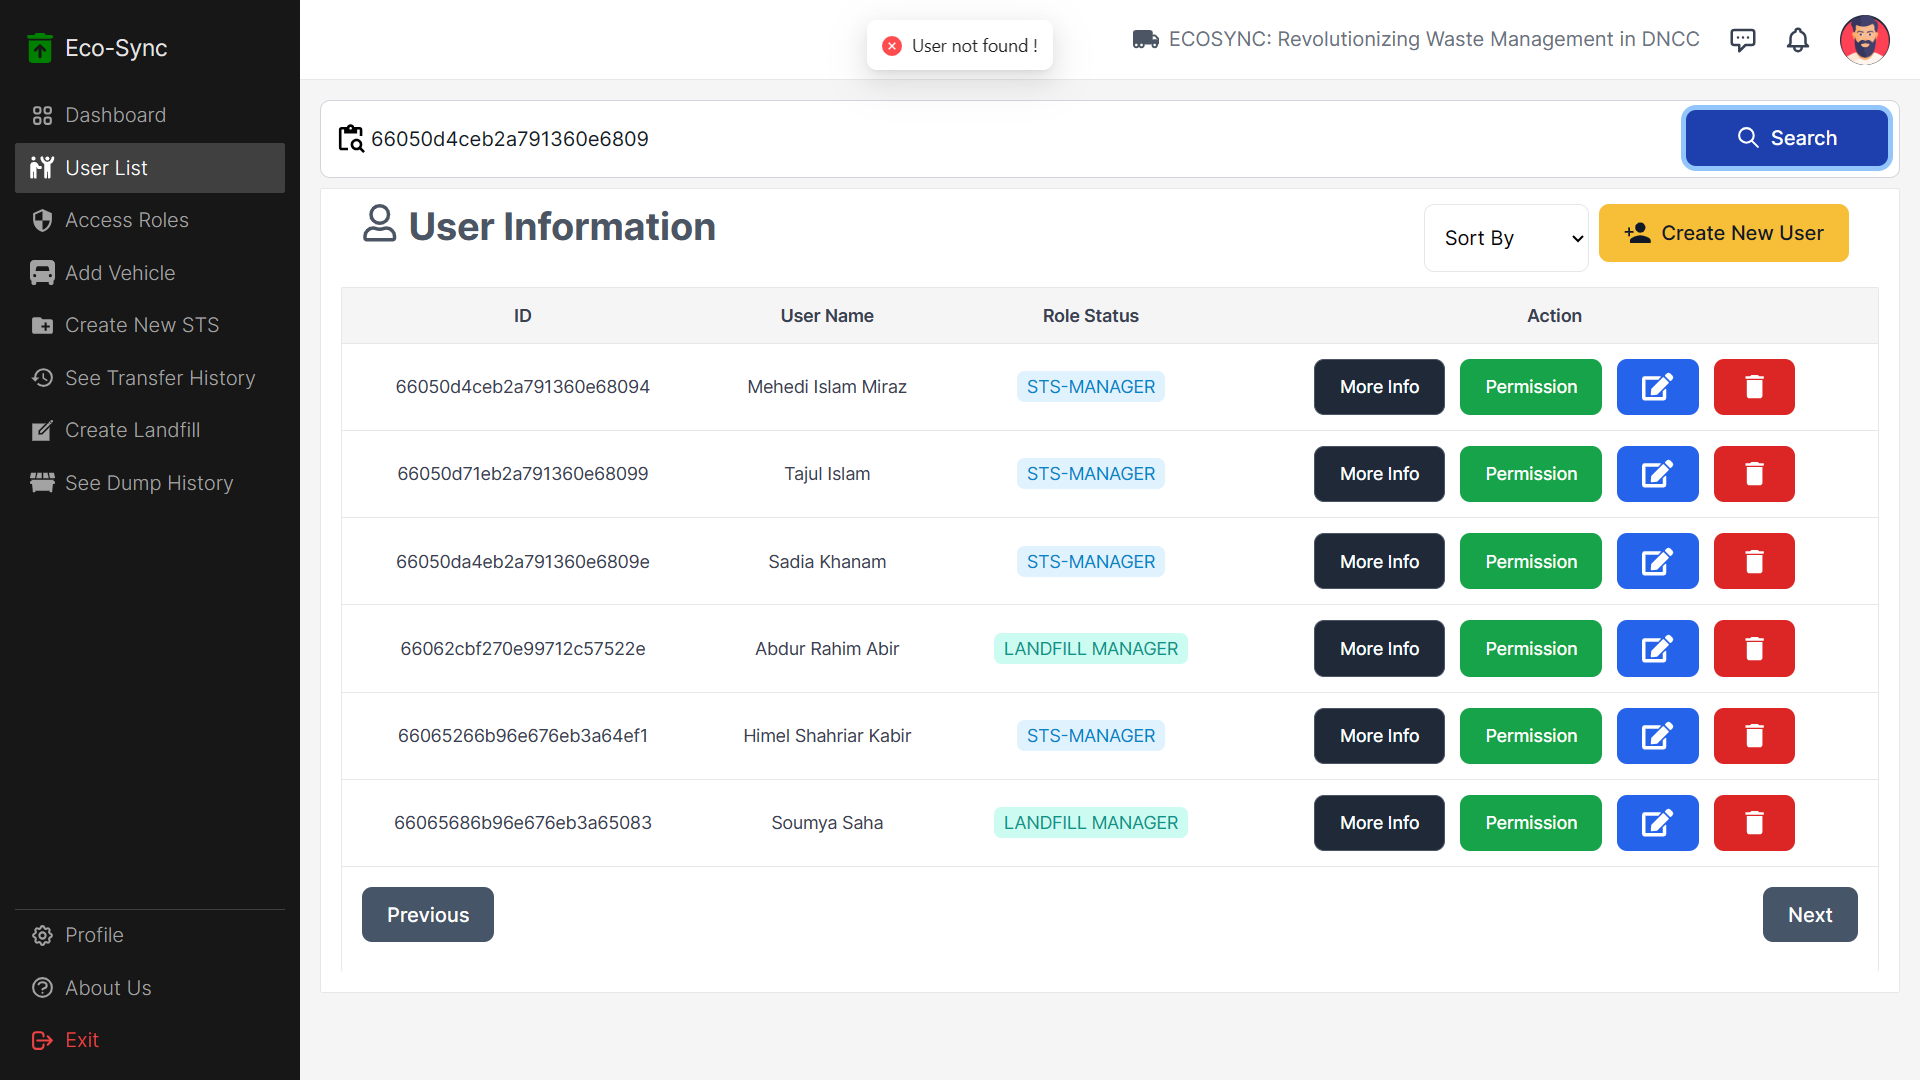 Eco-Sync
Dashboard
User List
Access Roles
Add Vehicle
Create New STS
See Transfer History
Create Landfill
See Dump History
Profile
About Us
Exit
User not found !
ECOSYNC: Revolutionizing Waste Management in DNCC
66050d4ceb2a791360e6809
Search
User Information
Sort By
Create New User
ID User Name Role Status Action
66050d4ceb2a791360e68094 Mehedi Islam Miraz STS-MANAGER More Info Permission
66050d71eb2a791360e68099 Tajul Islam STS-MANAGER More Info Permission
66050da4eb2a791360e6809e Sadia Khanam STS-MANAGER More Info Permission
66062cbf270e99712c57522e Abdur Rahim Abir LANDFILL MANAGER More Info Permission
66065266b96e676eb3a64ef1 Himel Shahriar Kabir STS-MANAGER More Info Permission
66065686b96e676eb3a65083 Soumya Saha LANDFILL MANAGER More Info Permission
Previous
Next